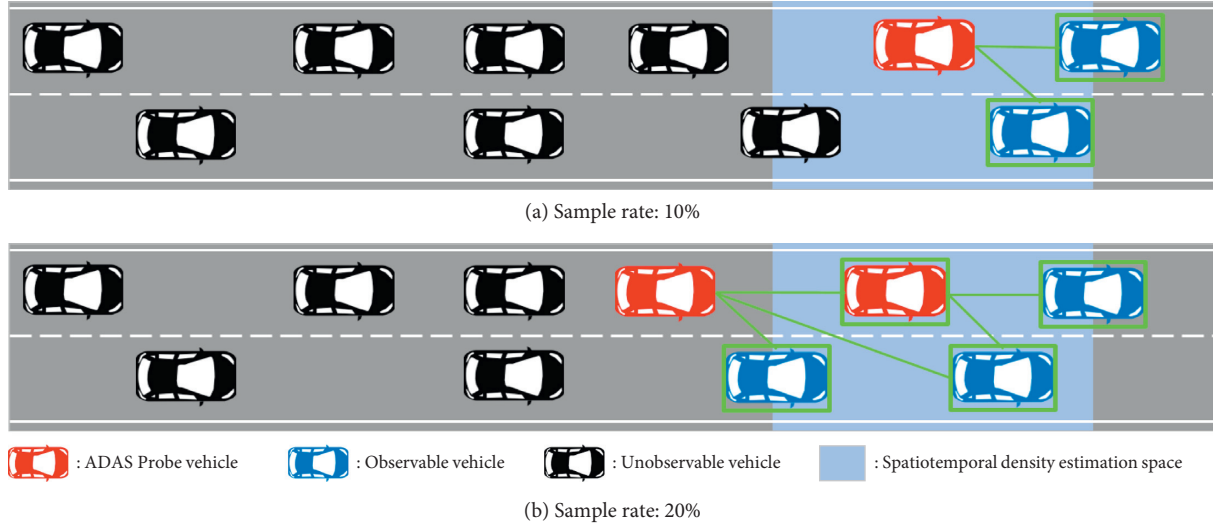 (a) Sample rate: 10%
: ADAS Probe vehicle : Observable vehicle : Unobservable vehicle : Spatiotemporal density estimation space
(b) Sample rate: 20%